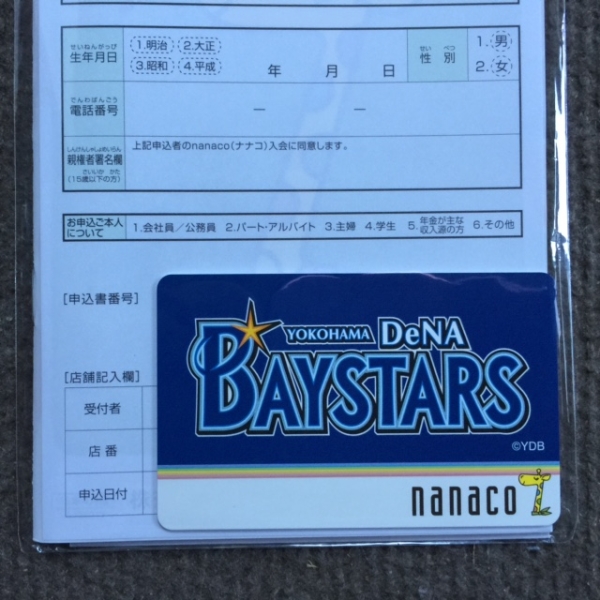 せいねんがっぴ
生年月日
1.明治 2.大正
3.昭和 4.平成
年 月 日
せい べつ
性別
1.男
2.女
でんわばんごう
電話番号
— —
しんけんしゃしょめいらん
親権者署名欄
さいいか かた
(15歳以下の方)
上記申込者のnanaco(ナナコ)入会に同意します。
お申込ご本人
について
1.会社員／公務員 2.パート・アルバイト 3.主婦 4.学生 5.年金が主な収入源の方 6.その他
[申込書番号]
[店舗記入欄]
受付者
店番
申込日付
YOKOHAMA DeNA
BAYSTARS
©YDB
nanaco